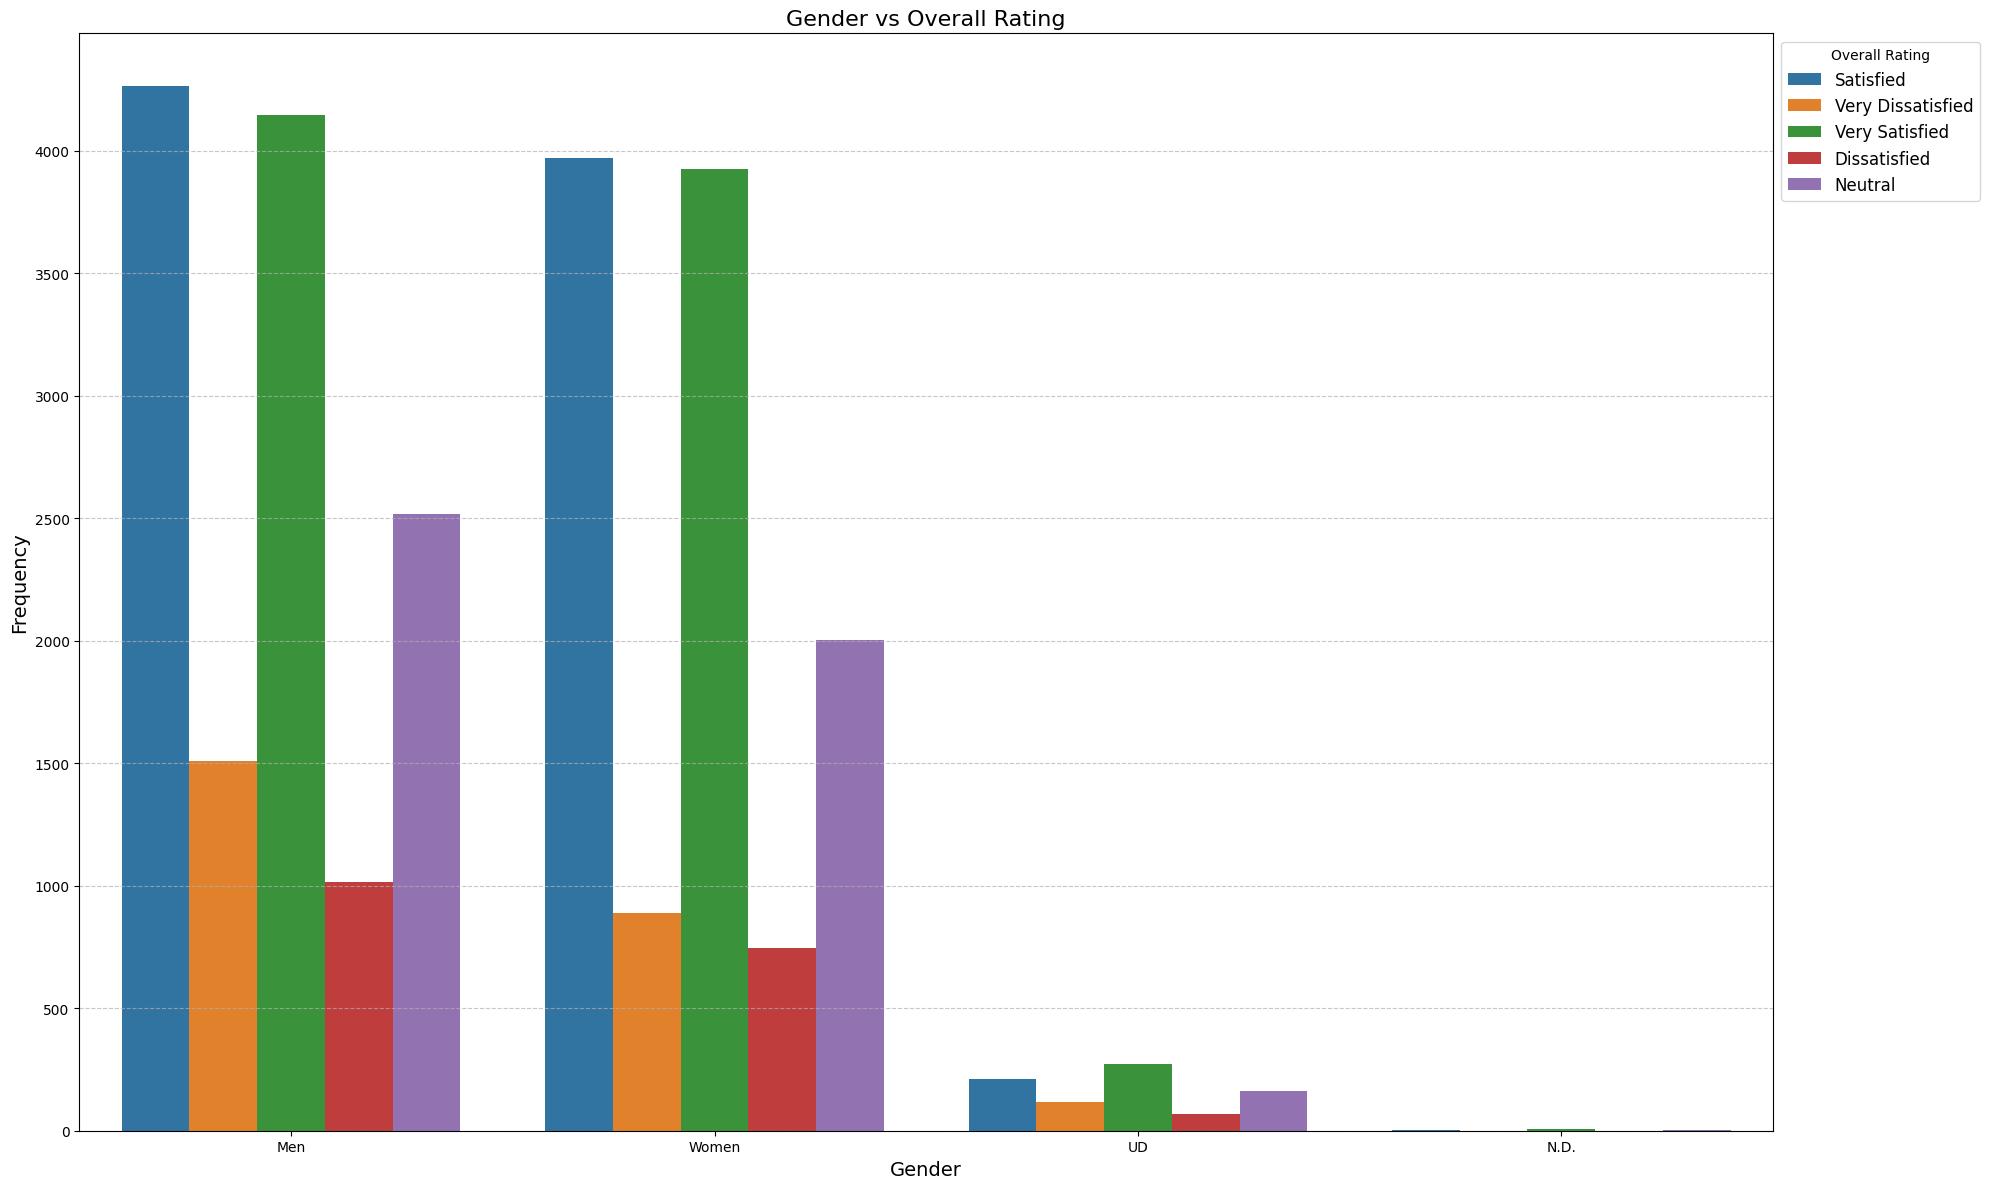 Gender vs Overall Rating
Overall Rating
Satisfied
Very Dissatisfied
Very Satisfied
Dissatisfied
Neutral
Frequency
4000
3500
3000
2500
2000
1500
1000
500
0
Men
Women
UD
N.D.
Gender